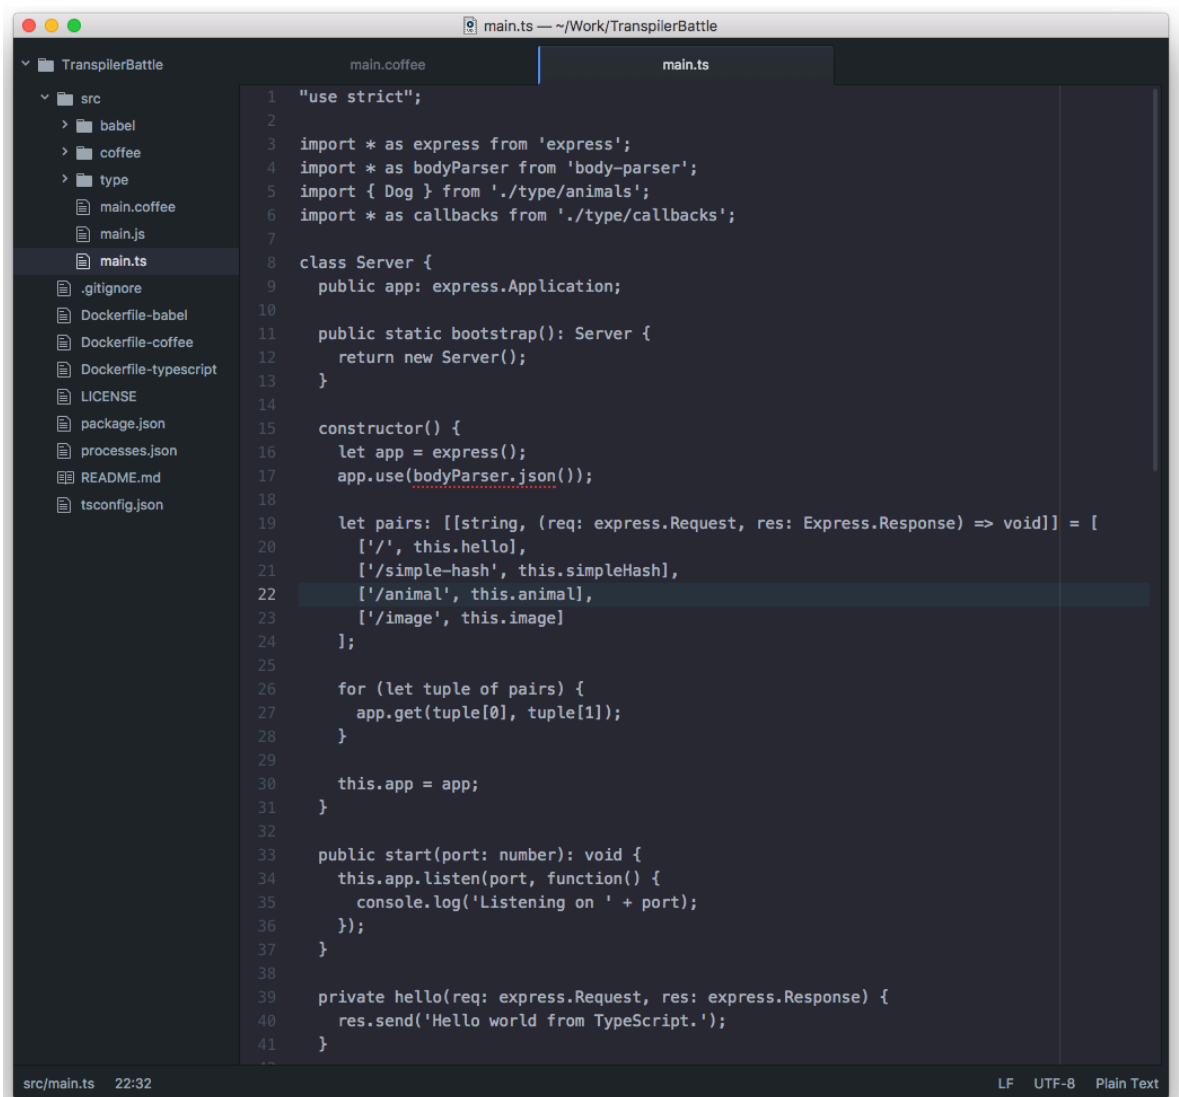 main.ts — ~/Work/TranspilerBattle
TranspilerBattle
src
babel
coffee
type
main.coffee
main.js
main.ts
.gitignore
Dockerfile-babel
Dockerfile-coffee
Dockerfile-typescript
LICENSE
package.json
processes.json
README.md
tsconfig.json
main.coffee main.ts
1 "use strict";
2
3 import * as express from 'express';
4 import * as bodyParser from 'body-parser';
5 import { Dog } from './type/animals';
6 import * as callbacks from './type/callbacks';
7
8 class Server {
9 public app: express.Application;
10
11 public static bootstrap(): Server {
12 return new Server();
13 }
14
15 constructor() {
16 let app = express();
17 app.use(bodyParser.json());
18
19 let pairs: [[string, (req: express.Request, res: Express.Response) => void]] = [
20 ['/', this.hello],
21 ['/simple-hash', this.simpleHash],
22 ['/animal', this.animal],
23 ['/image', this.image]
24 ];
25
26 for (let tuple of pairs) {
27 app.get(tuple[0], tuple[1]);
28 }
29
30 this.app = app;
31 }
32
33 public start(port: number): void {
34 this.app.listen(port, function() {
35 console.log('Listening on ' + port);
36 });
37 }
38
39 private hello(req: express.Request, res: express.Response) {
40 res.send('Hello world from TypeScript.');
41 }
src/main.ts 22:32 LF UTF-8 Plain Text